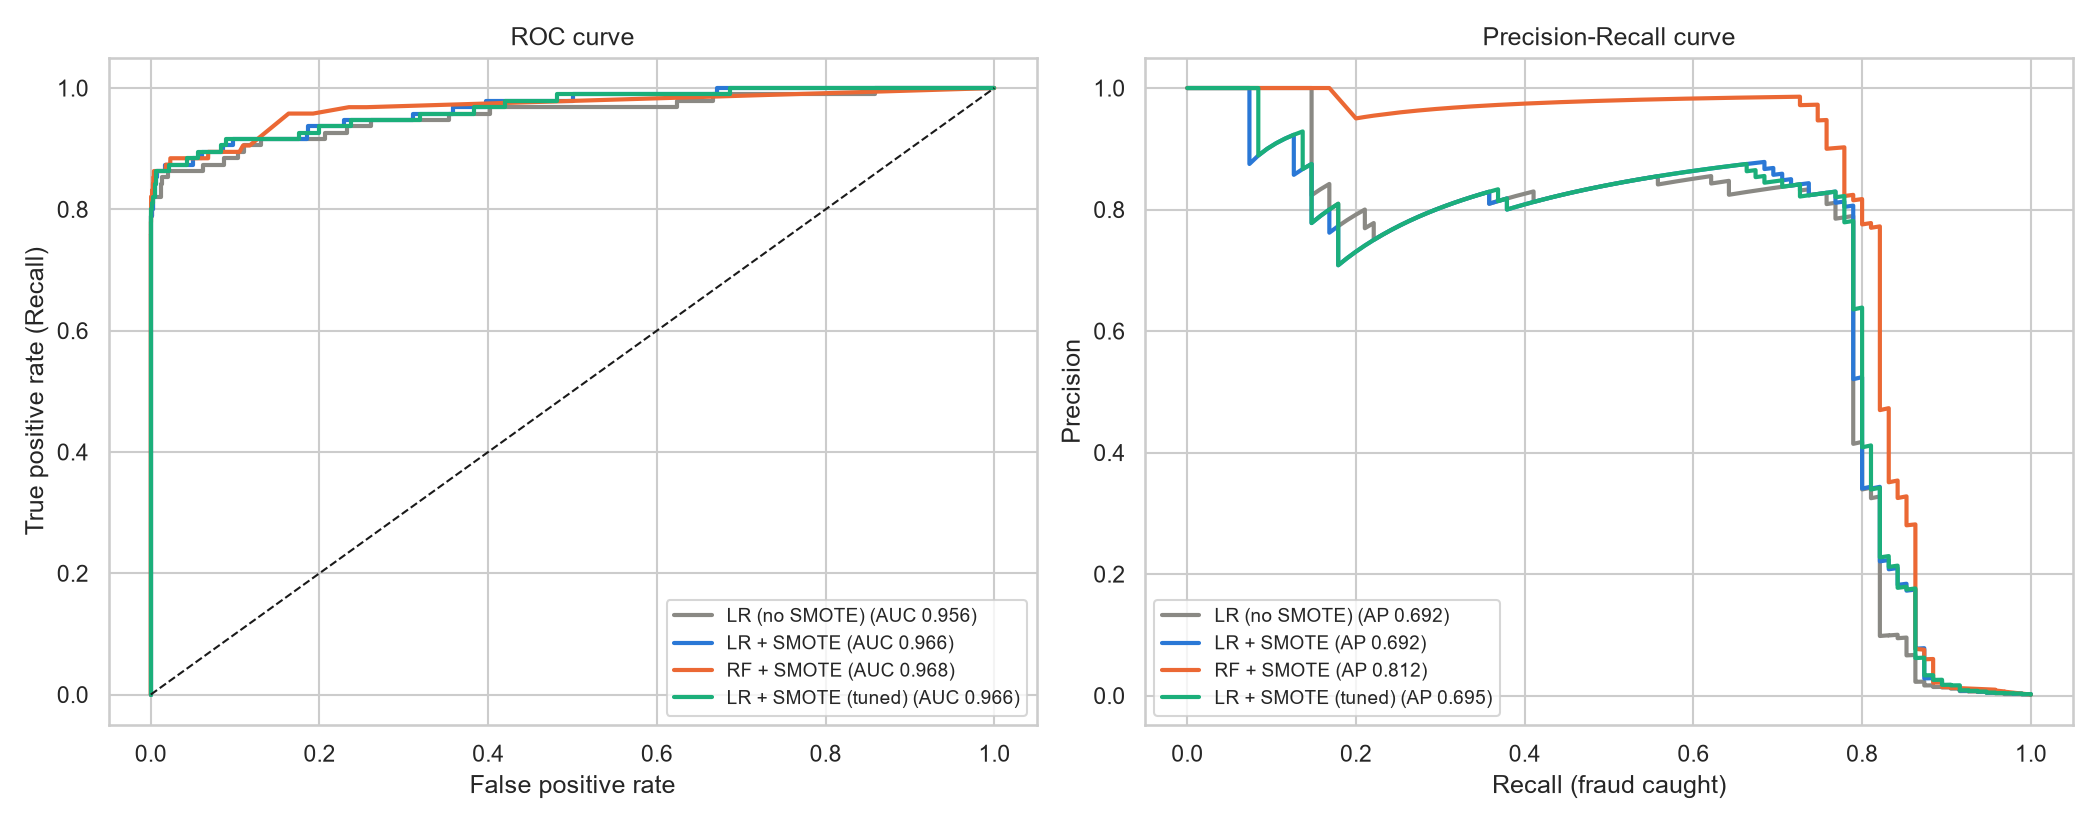 ROC curve
True positive rate (Recall)
1.0
0.8
0.6
0.4
0.2
0.0
LR (no SMOTE) (AUC 0.956)
LR + SMOTE (AUC 0.966)
RF + SMOTE (AUC 0.968)
LR + SMOTE (tuned) (AUC 0.966)
0.0 0.2 0.4 0.6 0.8 1.0
False positive rate
Precision-Recall curve
Precision
1.0
0.8
0.6
0.4
0.2
0.0
LR (no SMOTE) (AP 0.692)
LR + SMOTE (AP 0.692)
RF + SMOTE (AP 0.812)
LR + SMOTE (tuned) (AP 0.695)
0.0 0.2 0.4 0.6 0.8 1.0
Recall (fraud caught)